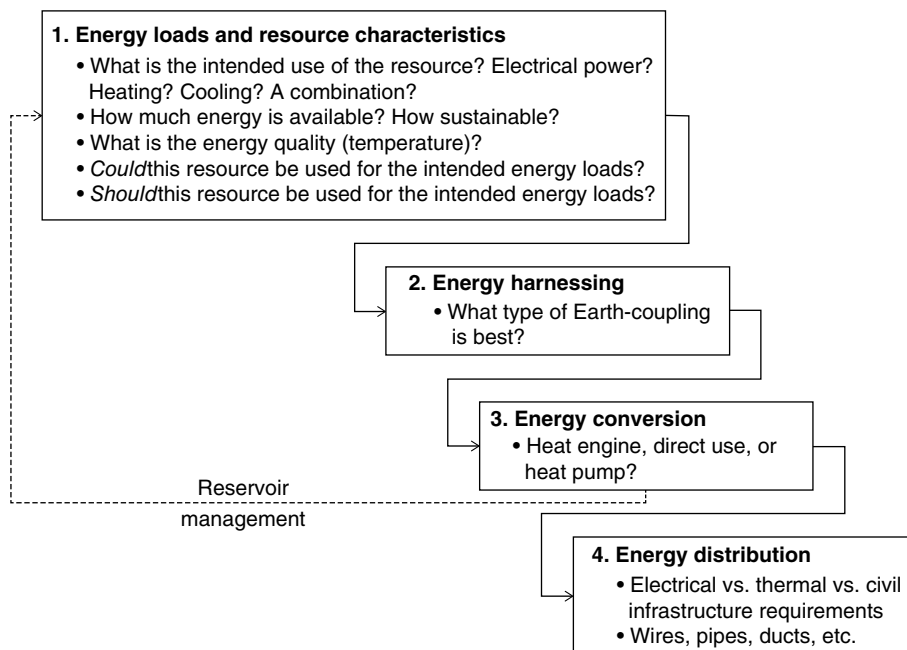 1. Energy loads and resource characteristics
• What is the intended use of the resource? Electrical power?
Heating? Cooling? A combination?
• How much energy is available? How sustainable?
• What is the energy quality (temperature)?
• Couldthis resource be used for the intended energy loads?
• Shouldthis resource be used for the intended energy loads?
2. Energy harnessing
• What type of Earth-coupling
is best?
3. Energy conversion
• Heat engine, direct use, or
heat pump?
Reservoir
management
4. Energy distribution
• Electrical vs. thermal vs. civil
infrastructure requirements
• Wires, pipes, ducts, etc.